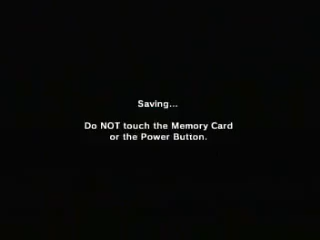 Saving...
Do NOT touch the Memory Card
or the Power Button.